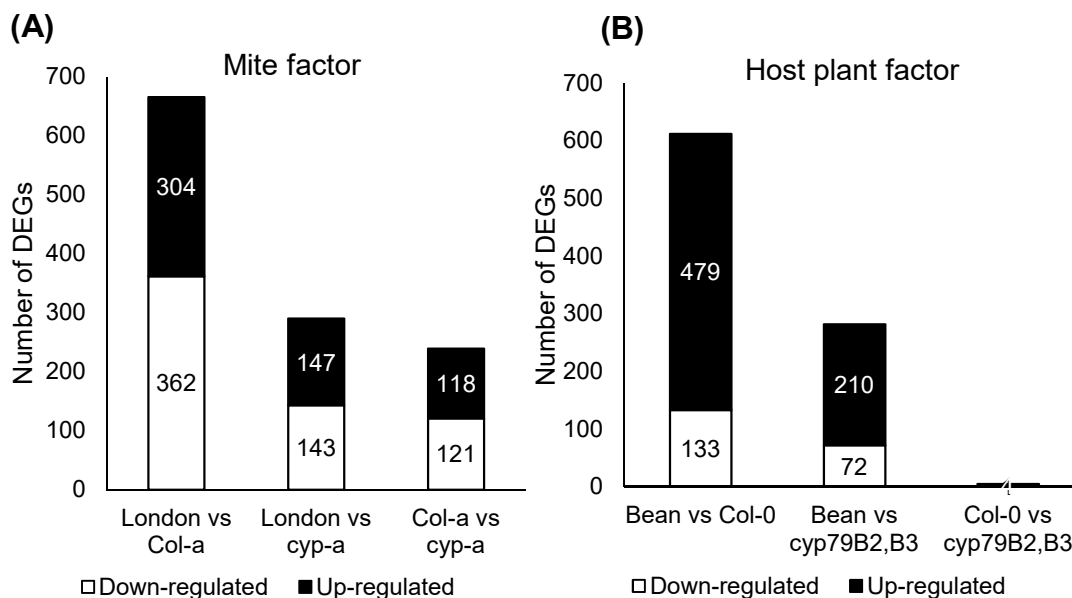 (A)
Mite factor
Number of DEGs
700
600
500
400
300
200
100
0
304
362
147
143
118
121
London vs
Col-a
London vs
cyp-a
Col-a vs
cyp-a
Down-regulated Up-regulated
(B)
Host plant factor
Number of DEGs
700
600
500
400
300
200
100
0
479
133
210
72
4
Bean vs Col-0
Bean vs
cyp79B2,B3
Col-0 vs
cyp79B2,B3
Down-regulated Up-regulated